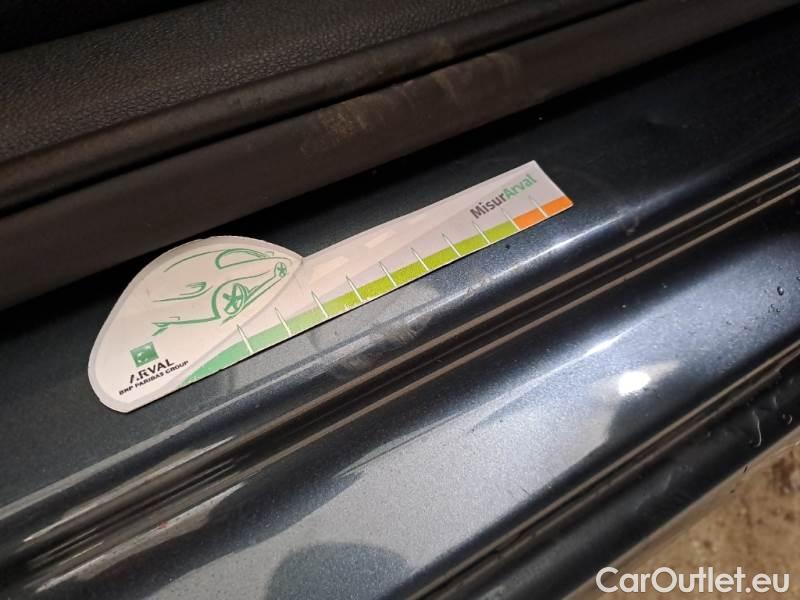 MisurArval
ARVAL
BNP PARIBAS GROUP
CarOutlet.eu